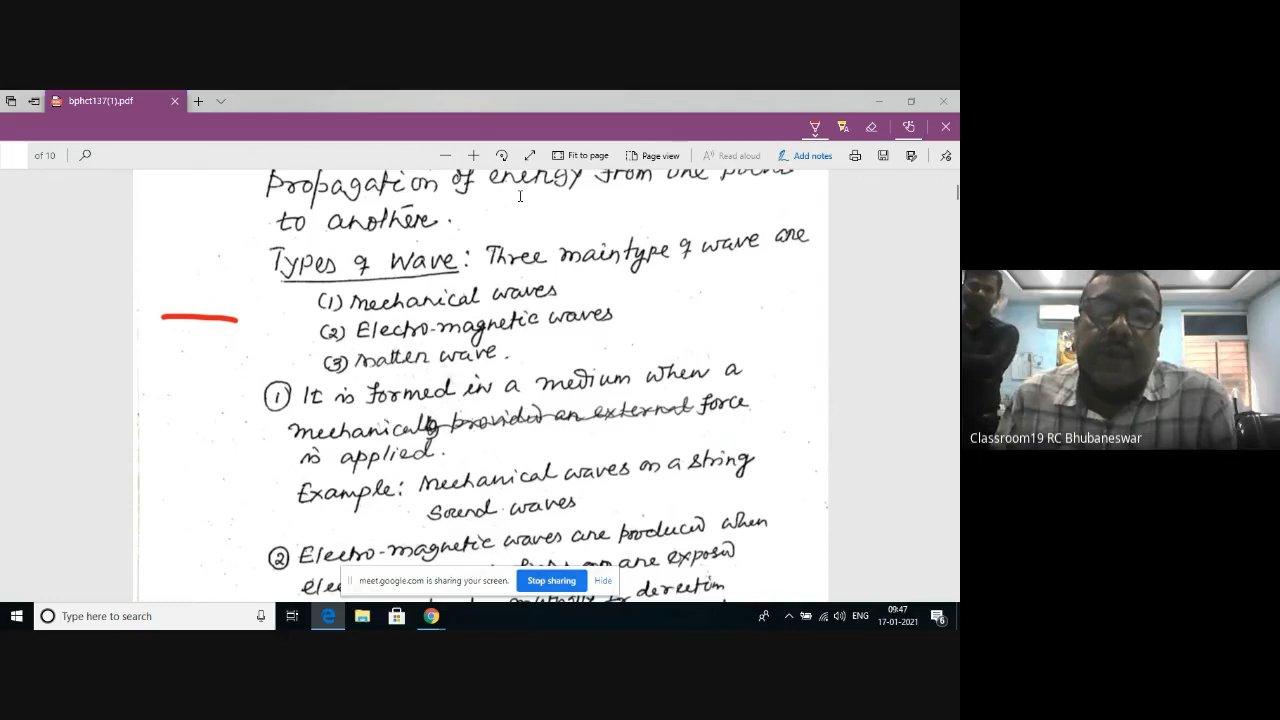 bphct137(1).pdf
of 10
Fit to page
Page view
Read aloud
Add notes
Propagation of energy from one point
to another.
Types of Wave: Three main type of wave are
(1) Mechanical waves
(2) Electro-magnetic waves
(3) Matter wave.
① It is formed in a medium when a
mechanically provided an external force
is applied.
Example: Mechanical waves on a string
Sound waves
② Electro-magnetic waves are produced when
are exposed
direction
meet.google.com is sharing your screen.
Stop sharing
Hide
Classroom19 RC Bhubaneswar
Type here to search
ENG
09:47
17-01-2021
6